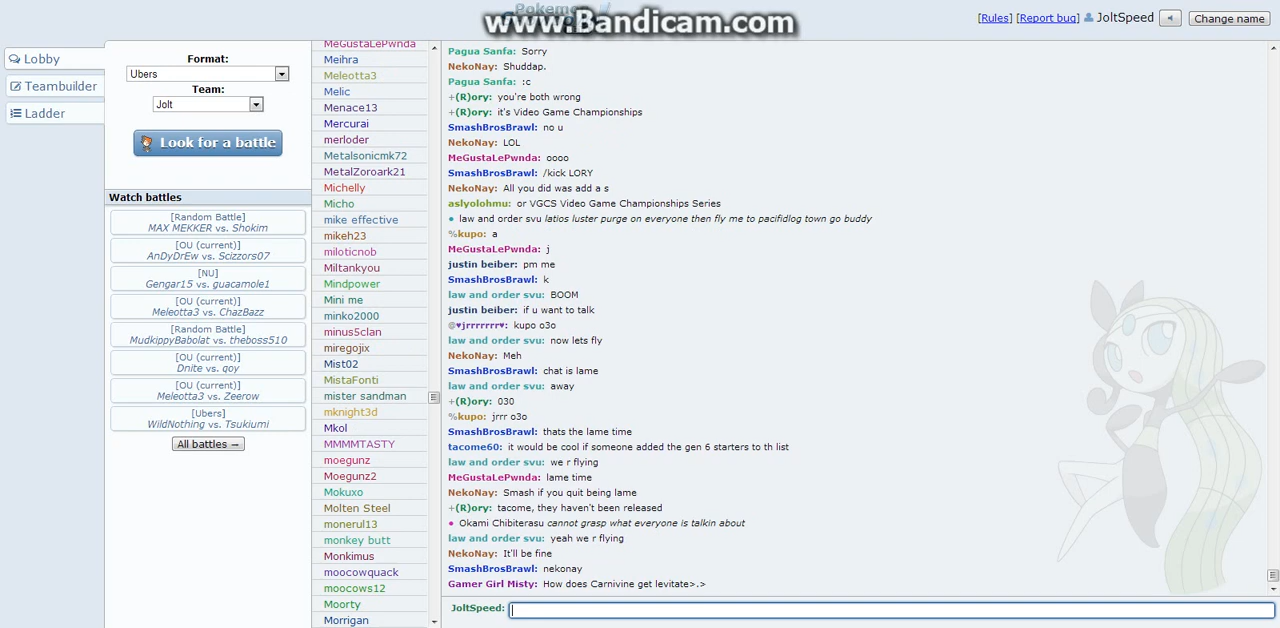 Pokemon
www.Bandicam.com
[Rules] [Report bug] JoltSpeed Change name
Lobby
Teambuilder
Ladder
Format:
Ubers
Team:
Jolt
Look for a battle
Watch battles
[Random Battle]
MAX MEKKER vs. Shokim
[OU (current)]
AnDyDrEw vs. Scizzors07
[NU]
Gengar15 vs. guacamole1
[OU (current)]
Meleotta3 vs. ChazBazz
[Random Battle]
MudkippyBabolat vs. theboss510
[OU (current)]
Dnite vs. qoy
[OU (current)]
Meleotta3 vs. Zeerow
[Ubers]
WildNothing vs. Tsukiumi
All battles →
MeGustaLePwnda
Meihra
Meleotta3
Melic
Menace13
Mercurai
merloder
Metalsonicmk72
MetalZoroark21
Michelly
Micho
mike effective
mikeh23
miloticnob
Miltankyou
Mindpower
Mini me
minko2000
minus5clan
miregojix
Mist02
MistaFonti
mister sandman
mknight3d
Mkol
MMMMTASTY
moegunz
Moegunz2
Mokuxo
Molten Steel
monerul13
monkey butt
Monkimus
moocowquack
moocows12
Moorty
Morrigan
Pagua Sanfa: Sorry
NekoNay: Shuddap.
Pagua Sanfa: :c
+(R)ory: you're both wrong
+(R)ory: it's Video Game Championships
SmashBrosBrawl: no u
NekoNay: LOL
MeGustaLePwnda: oooo
SmashBrosBrawl: /kick LORY
NekoNay: All you did was add a s
aslyolohmu: or VGCS Video Game Championships Series
• law and order svu latios luster purge on everyone then fly me to pacifidlog town go buddy
%kupo: a
MeGustaLePwnda: j
justin beiber: pm me
SmashBrosBrawl: k
law and order svu: BOOM
justin beiber: if u want to talk
@♥jrrrrrrr♥: kupo o3o
law and order svu: now lets fly
NekoNay: Meh
SmashBrosBrawl: chat is lame
law and order svu: away
+(R)ory: 030
%kupo: jrrr o3o
SmashBrosBrawl: thats the lame time
tacome60: it would be cool if someone added the gen 6 starters to th list
law and order svu: we r flying
MeGustaLePwnda: lame time
NekoNay: Smash if you quit being lame
+(R)ory: tacome, they haven't been released
• Okami Chibiterasu cannot grasp what everyone is talkin about
law and order svu: yeah we r flying
NekoNay: It'll be fine
SmashBrosBrawl: nekonay
Gamer Girl Misty: How does Carnivine get levitate>.>
JoltSpeed: